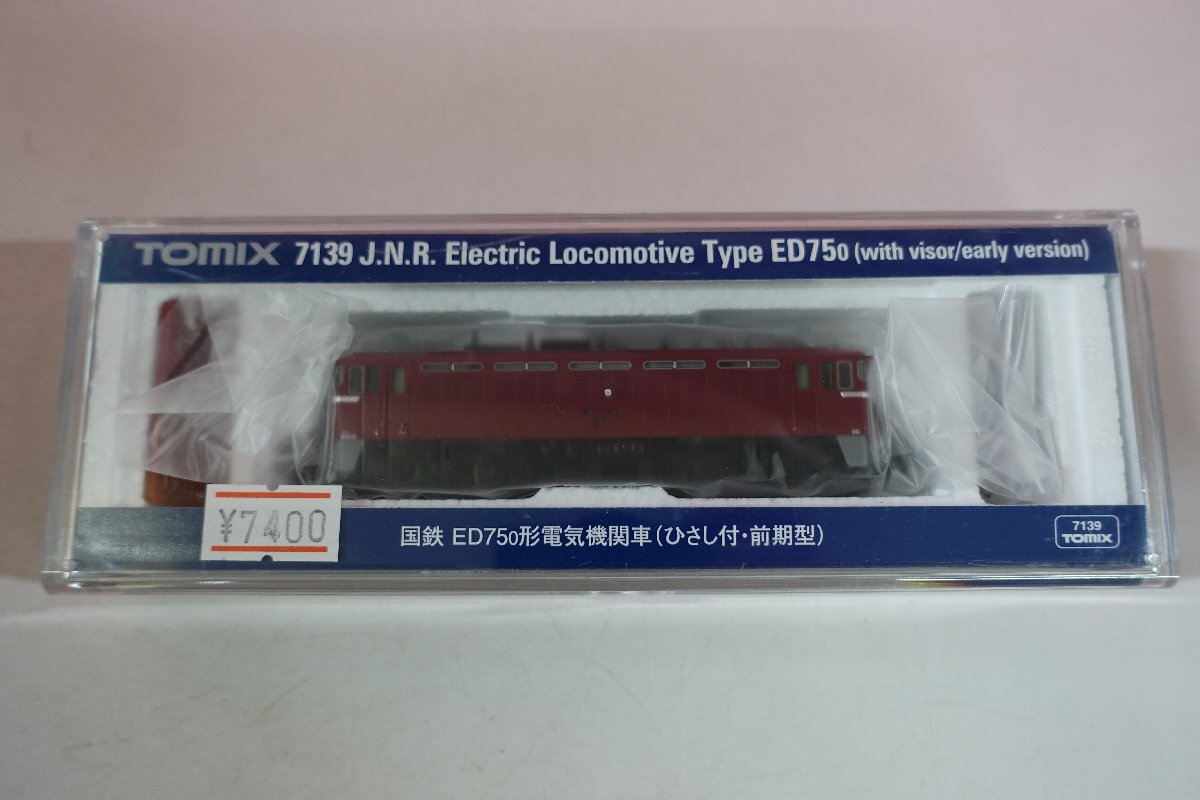 TOMIX 7139 J.N.R. Electric Locomotive Type ED750 (with visor/early version)
¥7400
国鉄 ED750形電気機関車(ひさし付・前期型)
7139
TOMIX